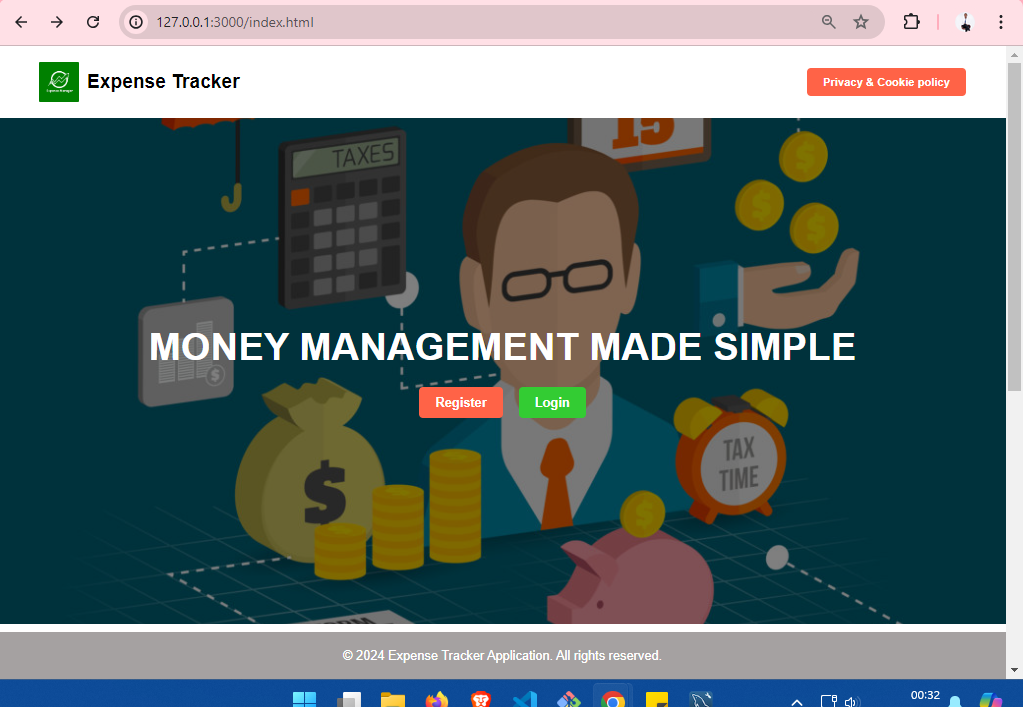 127.0.0.1:3000/index.html
Expense Tracker
Privacy & Cookie policy
TAXES
15
MONEY MANAGEMENT MADE SIMPLE
Register
Login
TAX
TIME
© 2024 Expense Tracker Application. All rights reserved.
00:32